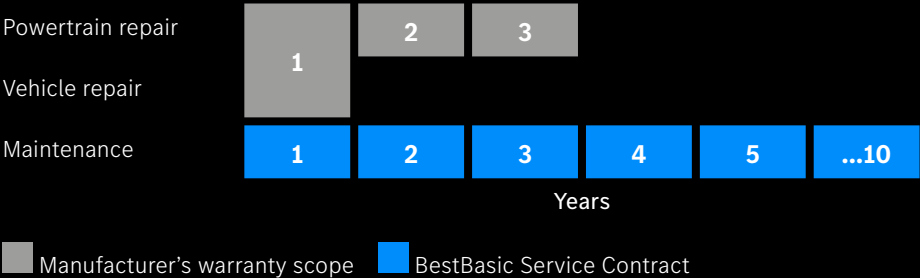 Powertrain repair
1
2
3
Vehicle repair
Maintenance
1
2
3
4
5
...10
Years
Manufacturer's warranty scope
BestBasic Service Contract